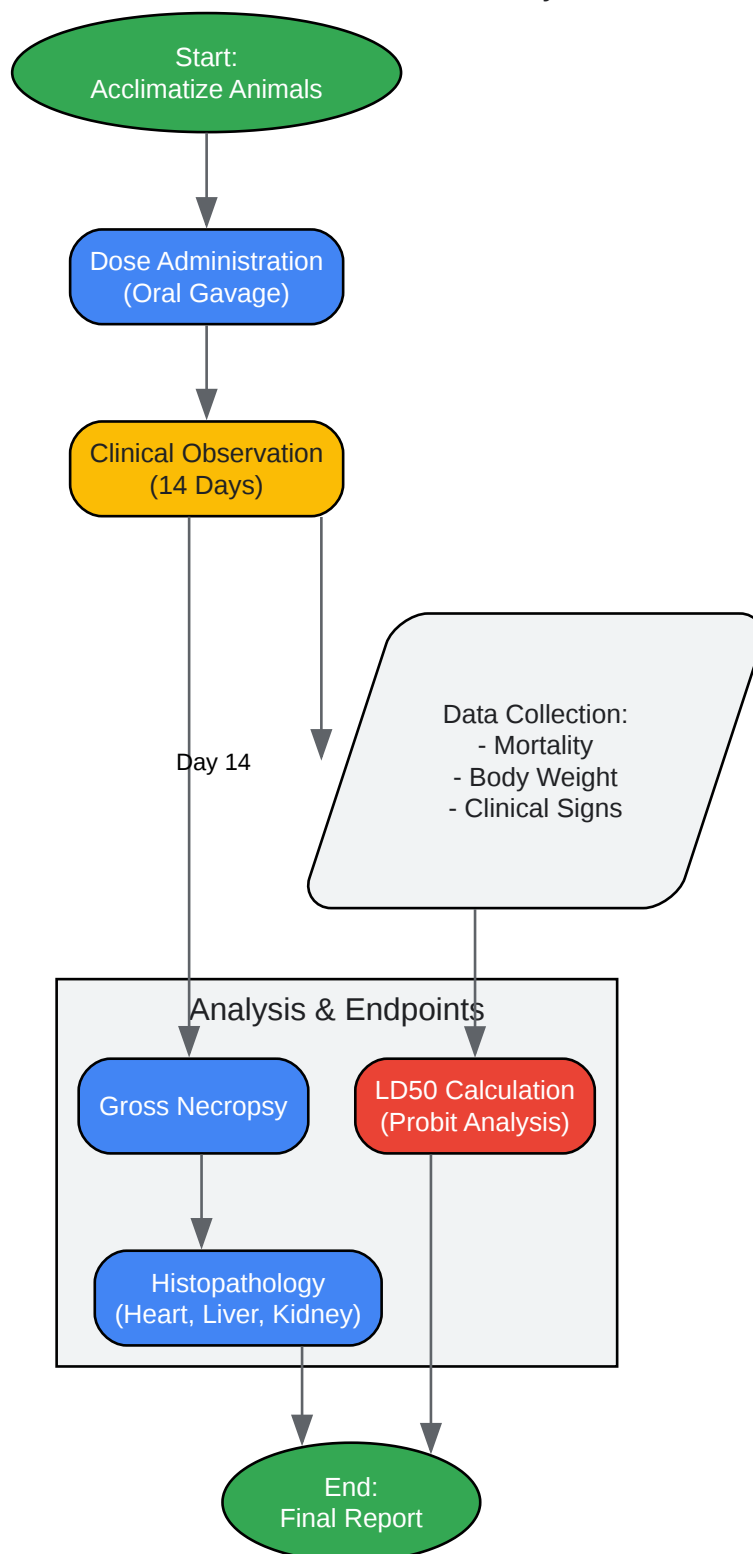 Start:
Acclimatize Animals
Dose Administration
(Oral Gavage)
Clinical Observation
(14 Days)
Data Collection:
- Mortality
- Body Weight
- Clinical Signs
Day 14
Analysis & Endpoints
Gross Necropsy
LD50 Calculation
(Probit Analysis)
Histopathology
(Heart, Liver, Kidney)
End:
Final Report